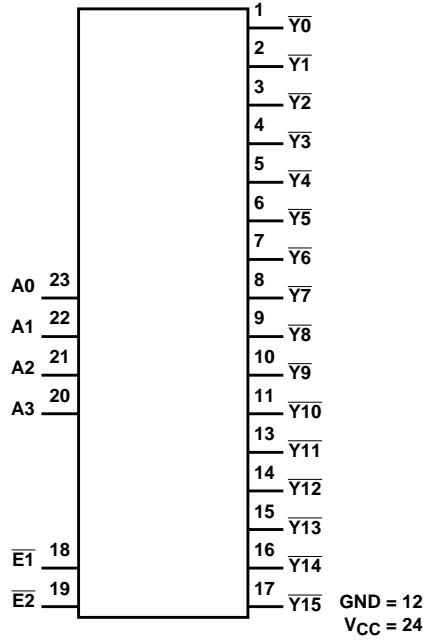 1 Y0
2 Y1
3 Y2
4 Y3
5 Y4
6 Y5
7 Y6
A0 23 8 Y7
A1 22 9 Y8
A2 21 10 Y9
A3 20 11 Y10
13 Y11
14 Y12
15 Y13
E1 18 16 Y14
E2 19 17 Y15 GND = 12
VCC = 24